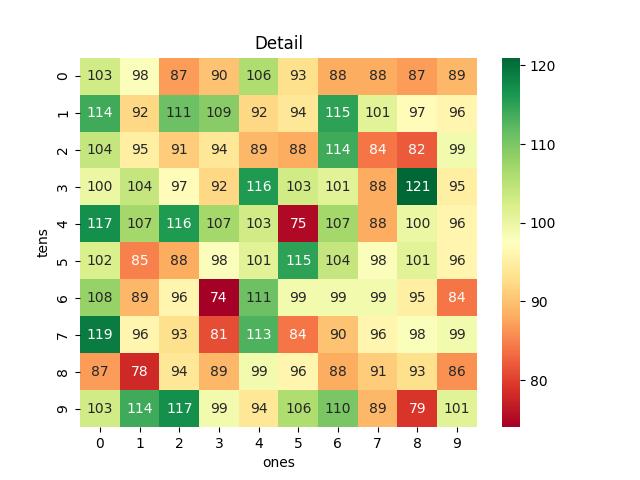 Detail
0 103 98 87 90 106 93 88 88 87 89 120
1 114 92 111 109 92 94 115 101 97 96
2 104 95 91 94 89 88 114 84 82 99 110
3 100 104 97 92 116 103 101 88 121 95
4 117 107 116 107 103 75 107 88 100 96 100
tens
5 102 85 88 98 101 115 104 98 101 96
6 108 89 96 74 111 99 99 99 95 84 90
7 119 96 93 81 113 84 90 96 98 99
8 87 78 94 89 99 96 88 91 93 86 80
9 103 114 117 99 94 106 110 89 79 101
0 1 2 3 4 5 6 7 8 9
ones